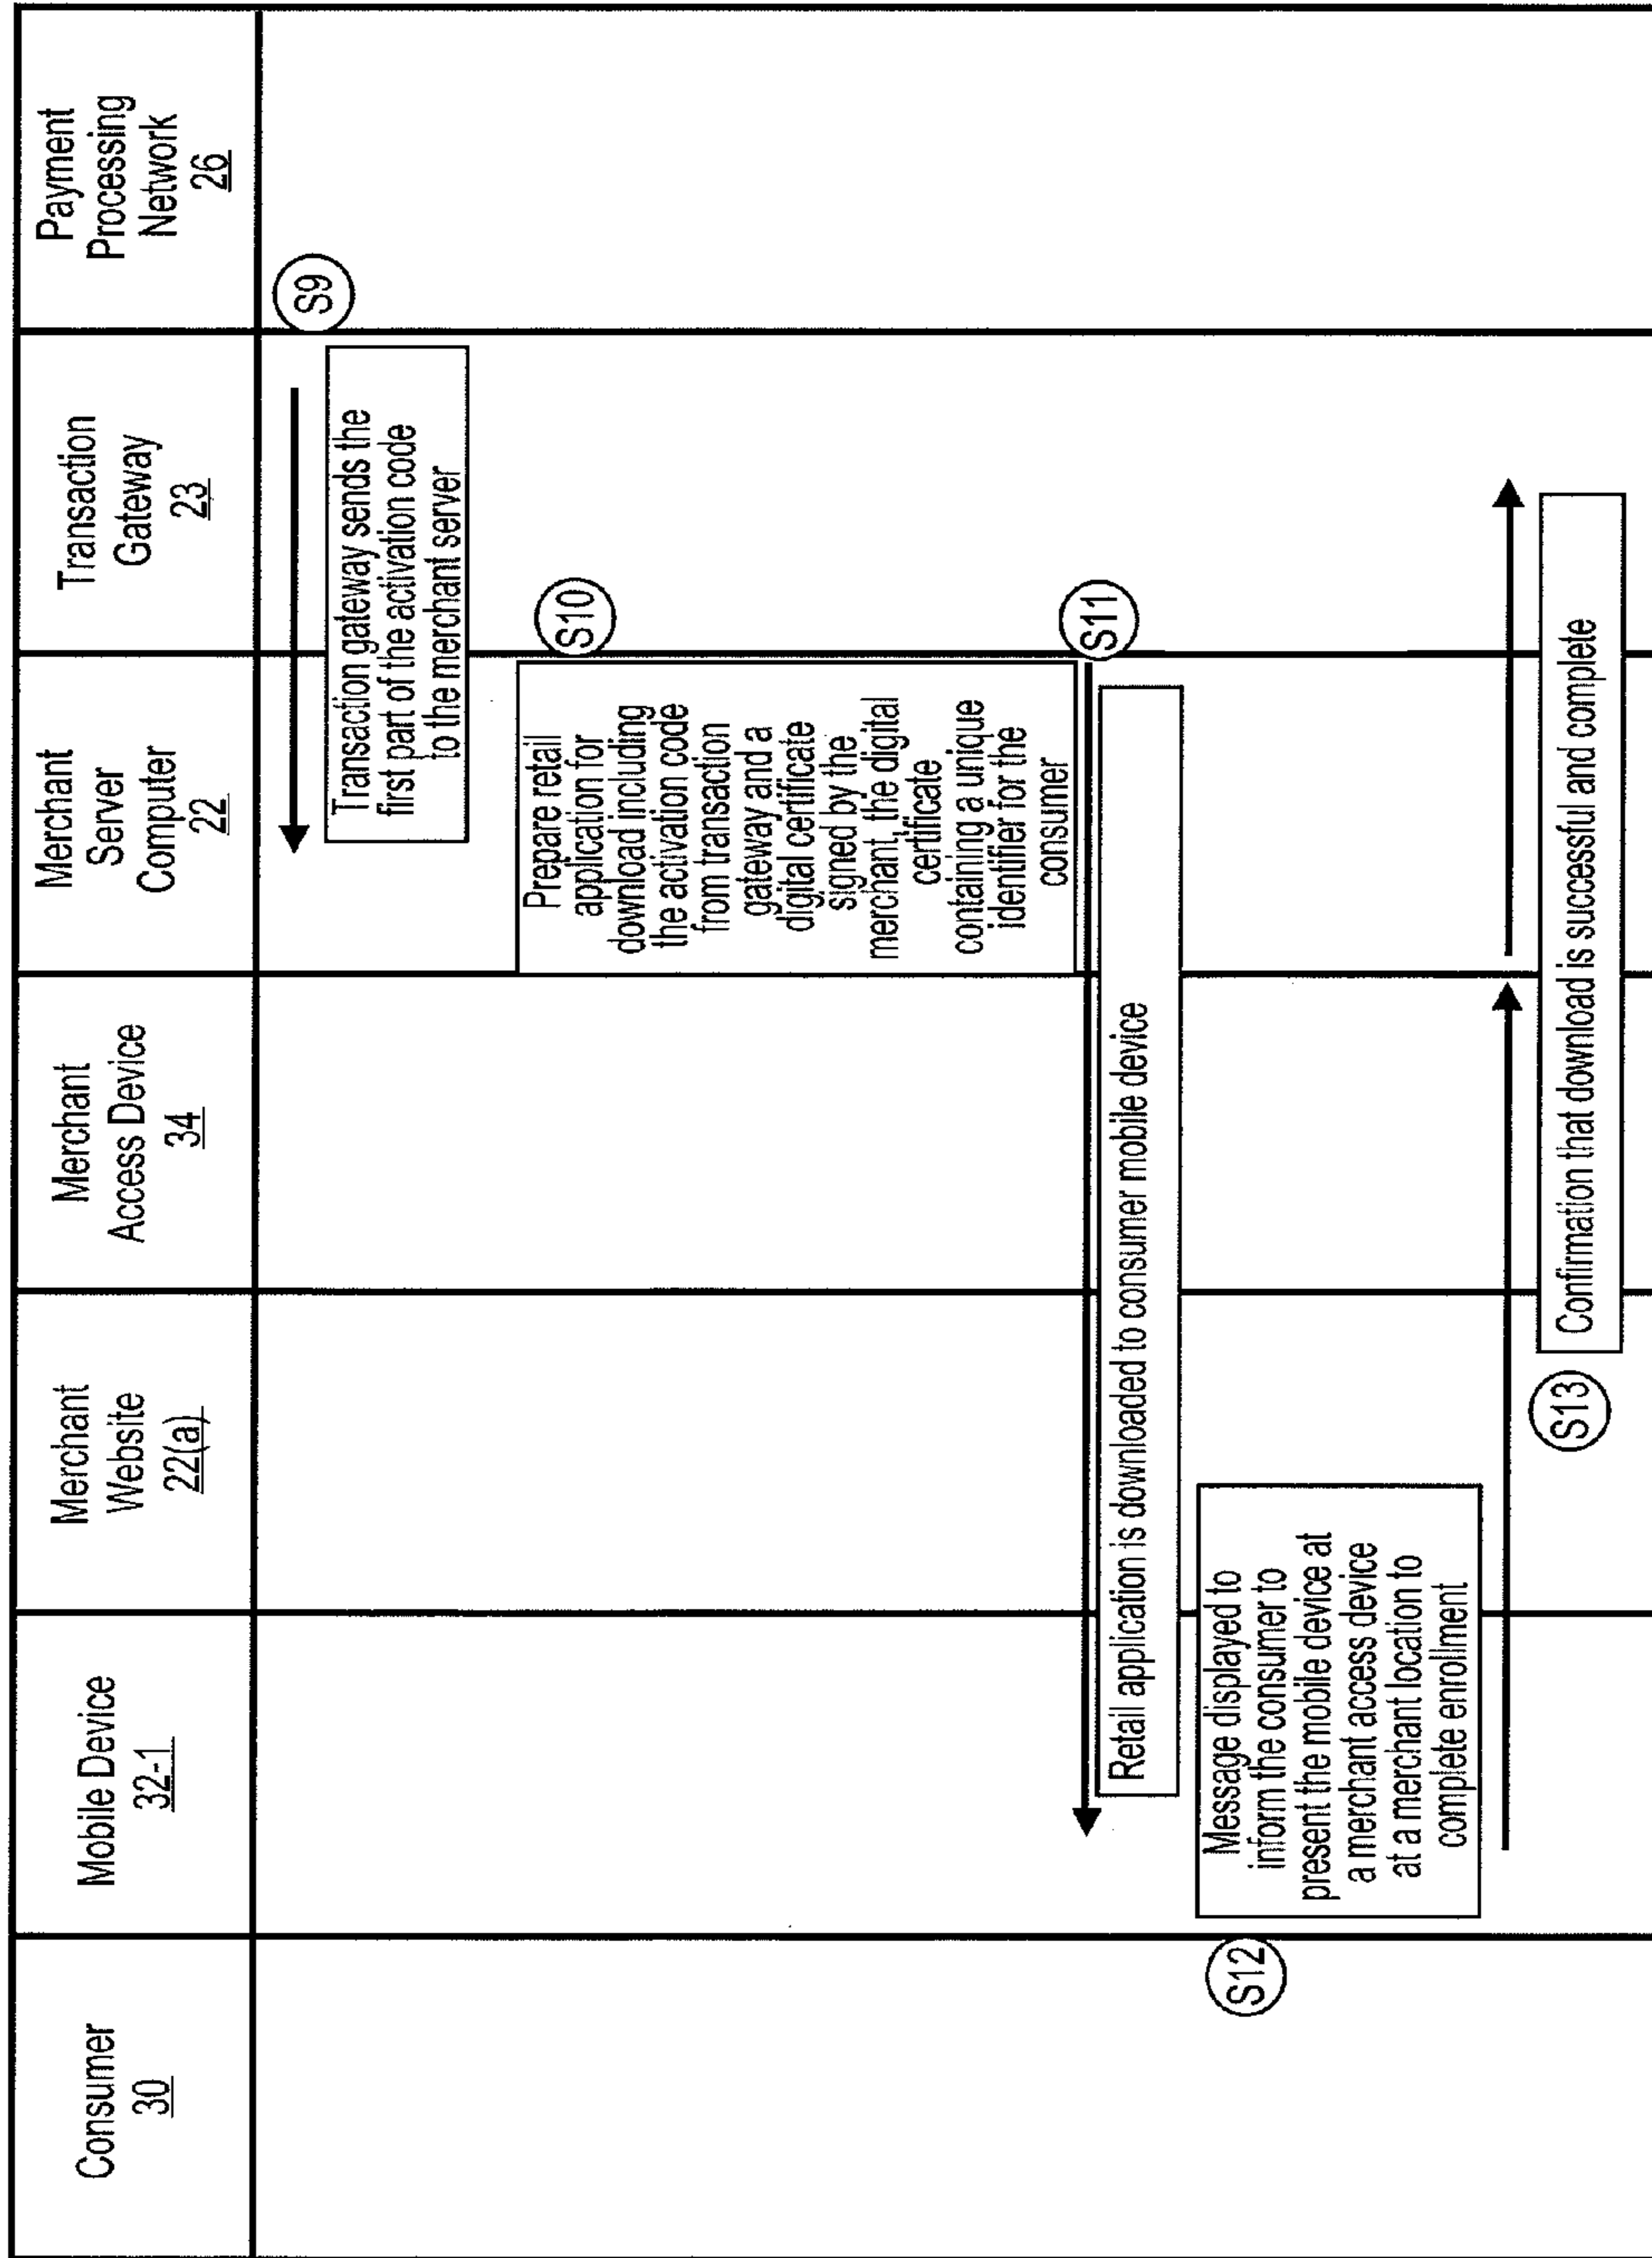 Consumer
30
Mobile Device
32-1
Merchant
Website
22(a)
Merchant
Access Device
34
Merchant
Server
Computer
22
Transaction
Gateway
23
Payment
Processing
Network
26
S9
Transaction gateway sends the
first part of the activation code
to the merchant server
S10
Prepare retail
application for
download including
the activation code
from transaction
gateway and a
digital certificate
signed by the
merchant, the digital
certificate
containing a unique
identifier for the
consumer
S11
Retail application is downloaded to consumer mobile device
S12
Message displayed to
inform the consumer to
present the mobile device at
a merchant access device
at a merchant location to
complete enrollment
S13
Confirmation that download is successful and complete